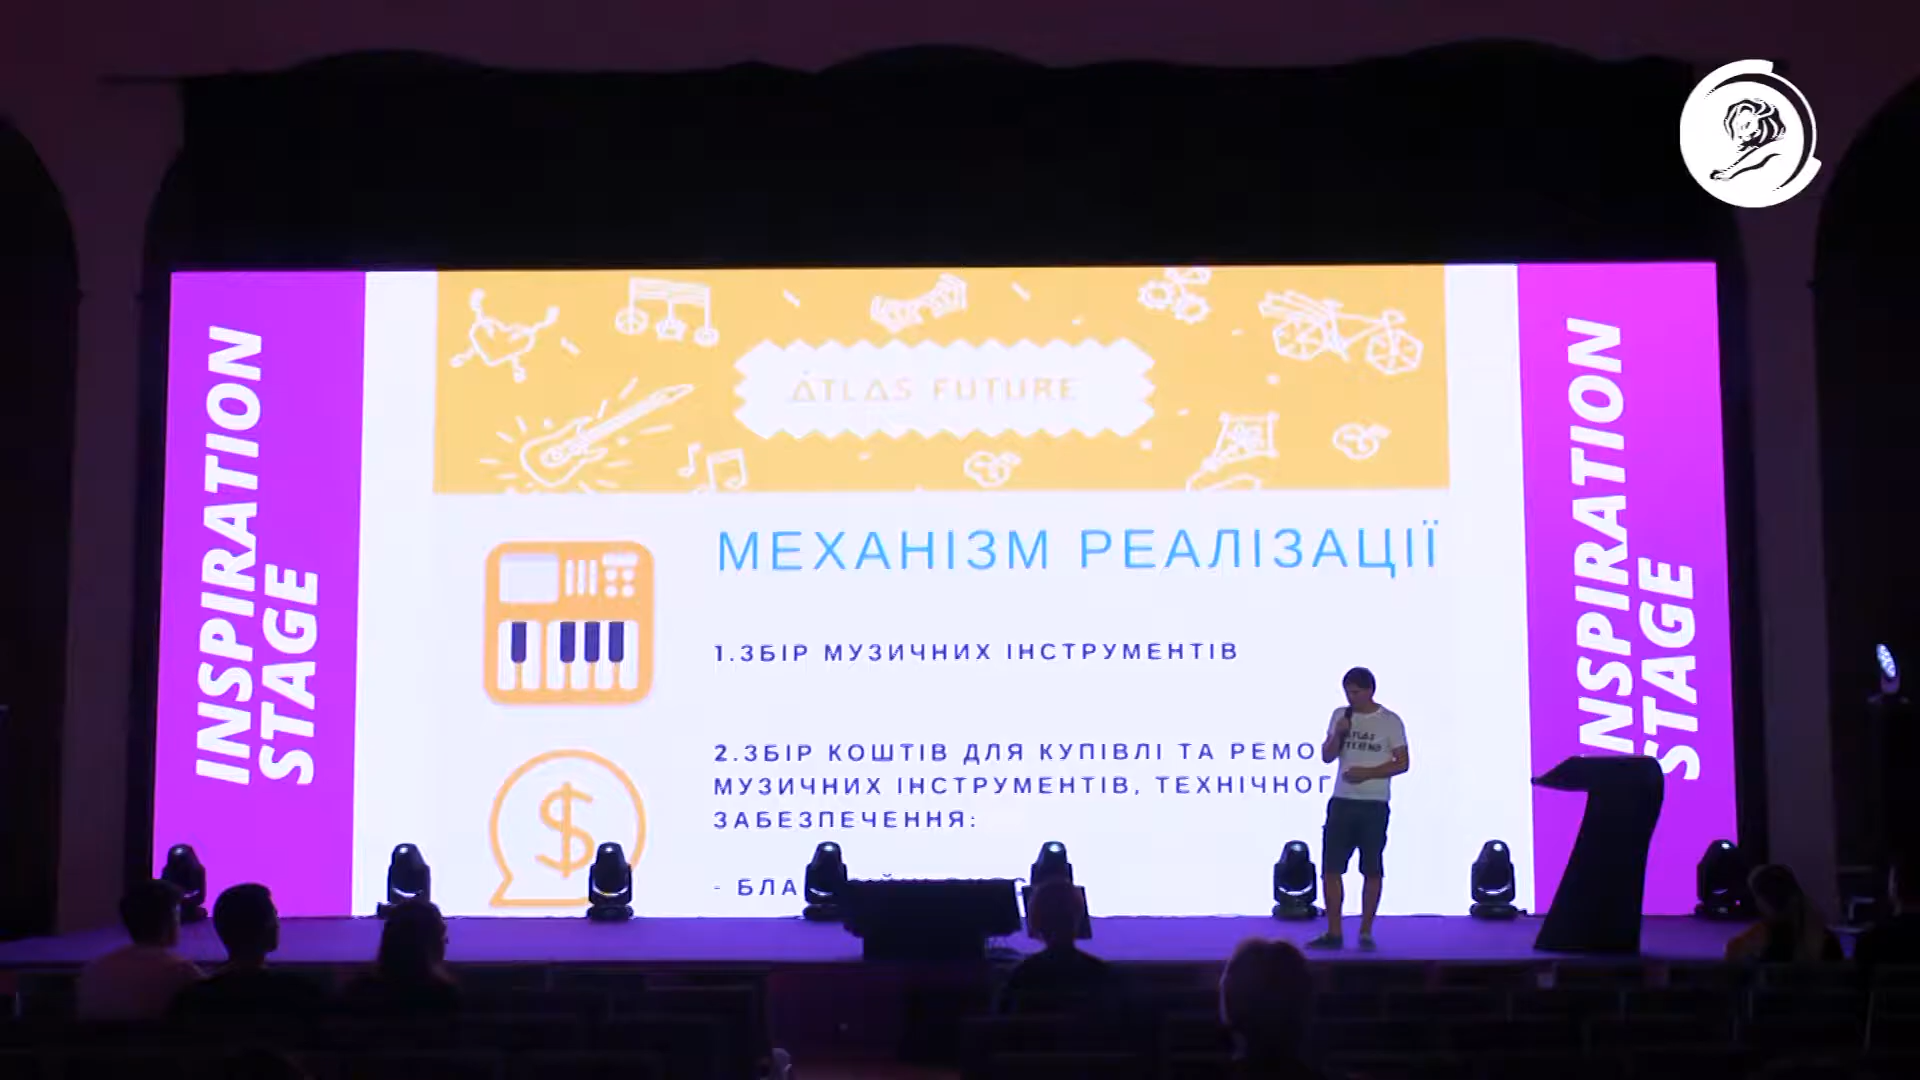 INSPIRATION
STAGE
ATLAS FUTURE
МЕХАНІЗМ РЕАЛІЗАЦІЇ
1.ЗБІР МУЗИЧНИХ ІНСТРУМЕНТІВ
2.ЗБІР КОШТІВ ДЛЯ КУПІВЛІ ТА
МУЗИЧНИХ ІНСТРУМЕНТІВ,
ЗАБЕЗПЕЧЕННЯ:
INSPIRATION
STAGE